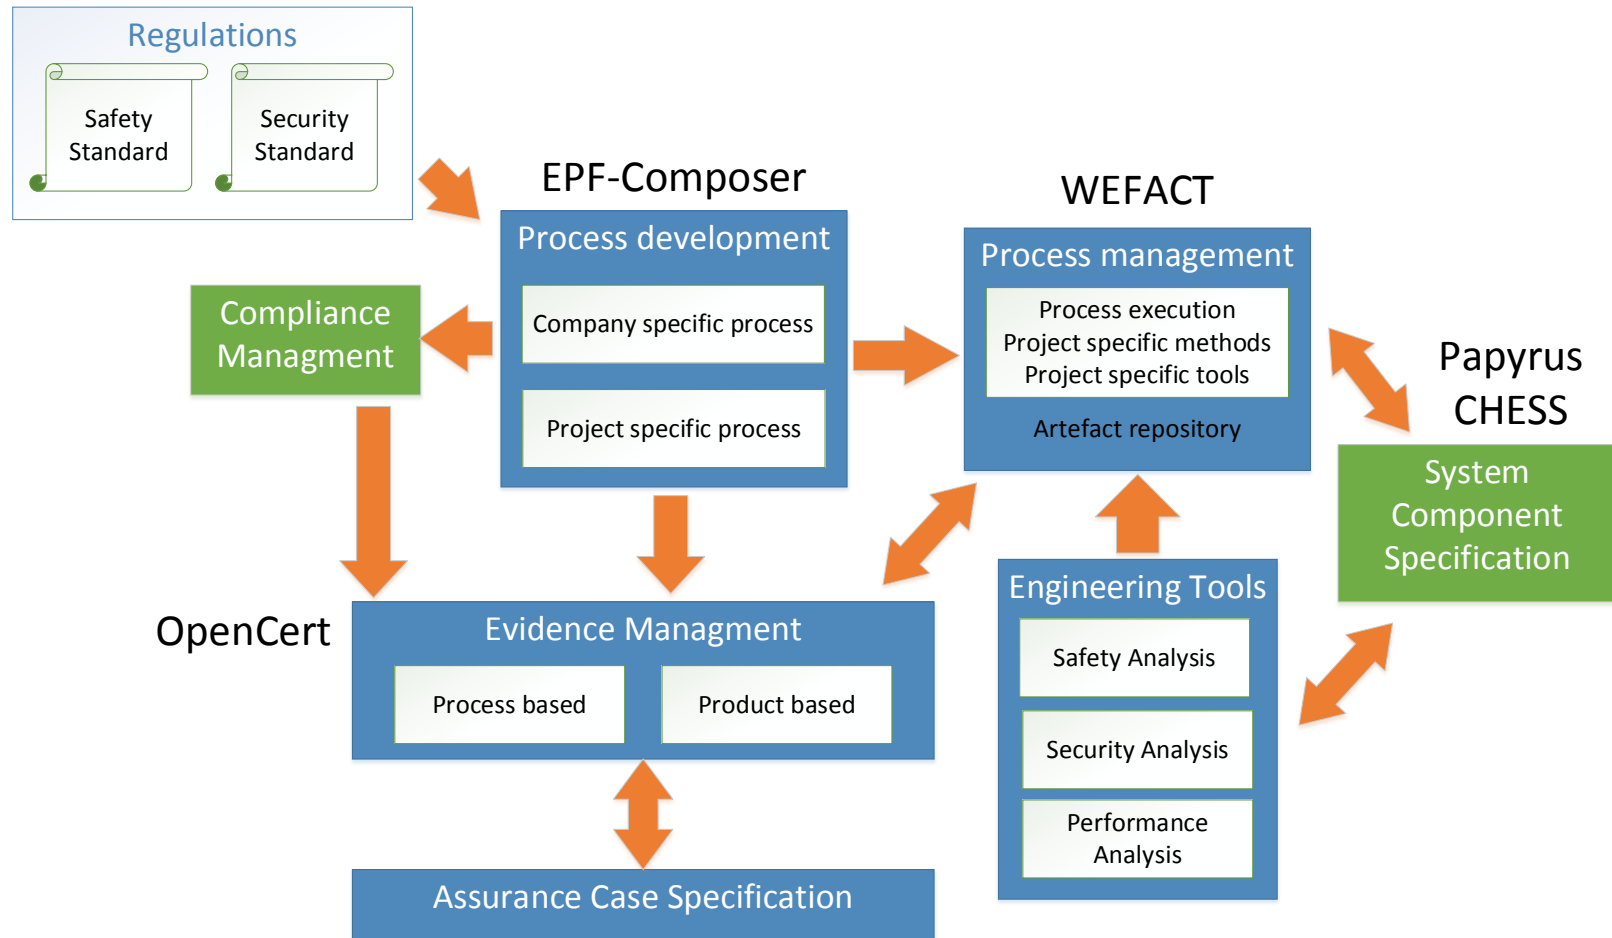 Regulations
Safety
Standard
Security
Standard
EPF-Composer
Process development
Company specific process
Project specific process
WEFACT
Process management
Process execution
Project specific methods
Project specific tools
Artefact repository
Compliance
Managment
Papyrus
CHESS
System
Component
Specification
OpenCert
Evidence Managment
Process based
Product based
Engineering Tools
Safety Analysis
Security Analysis
Performance
Analysis
Assurance Case Specification